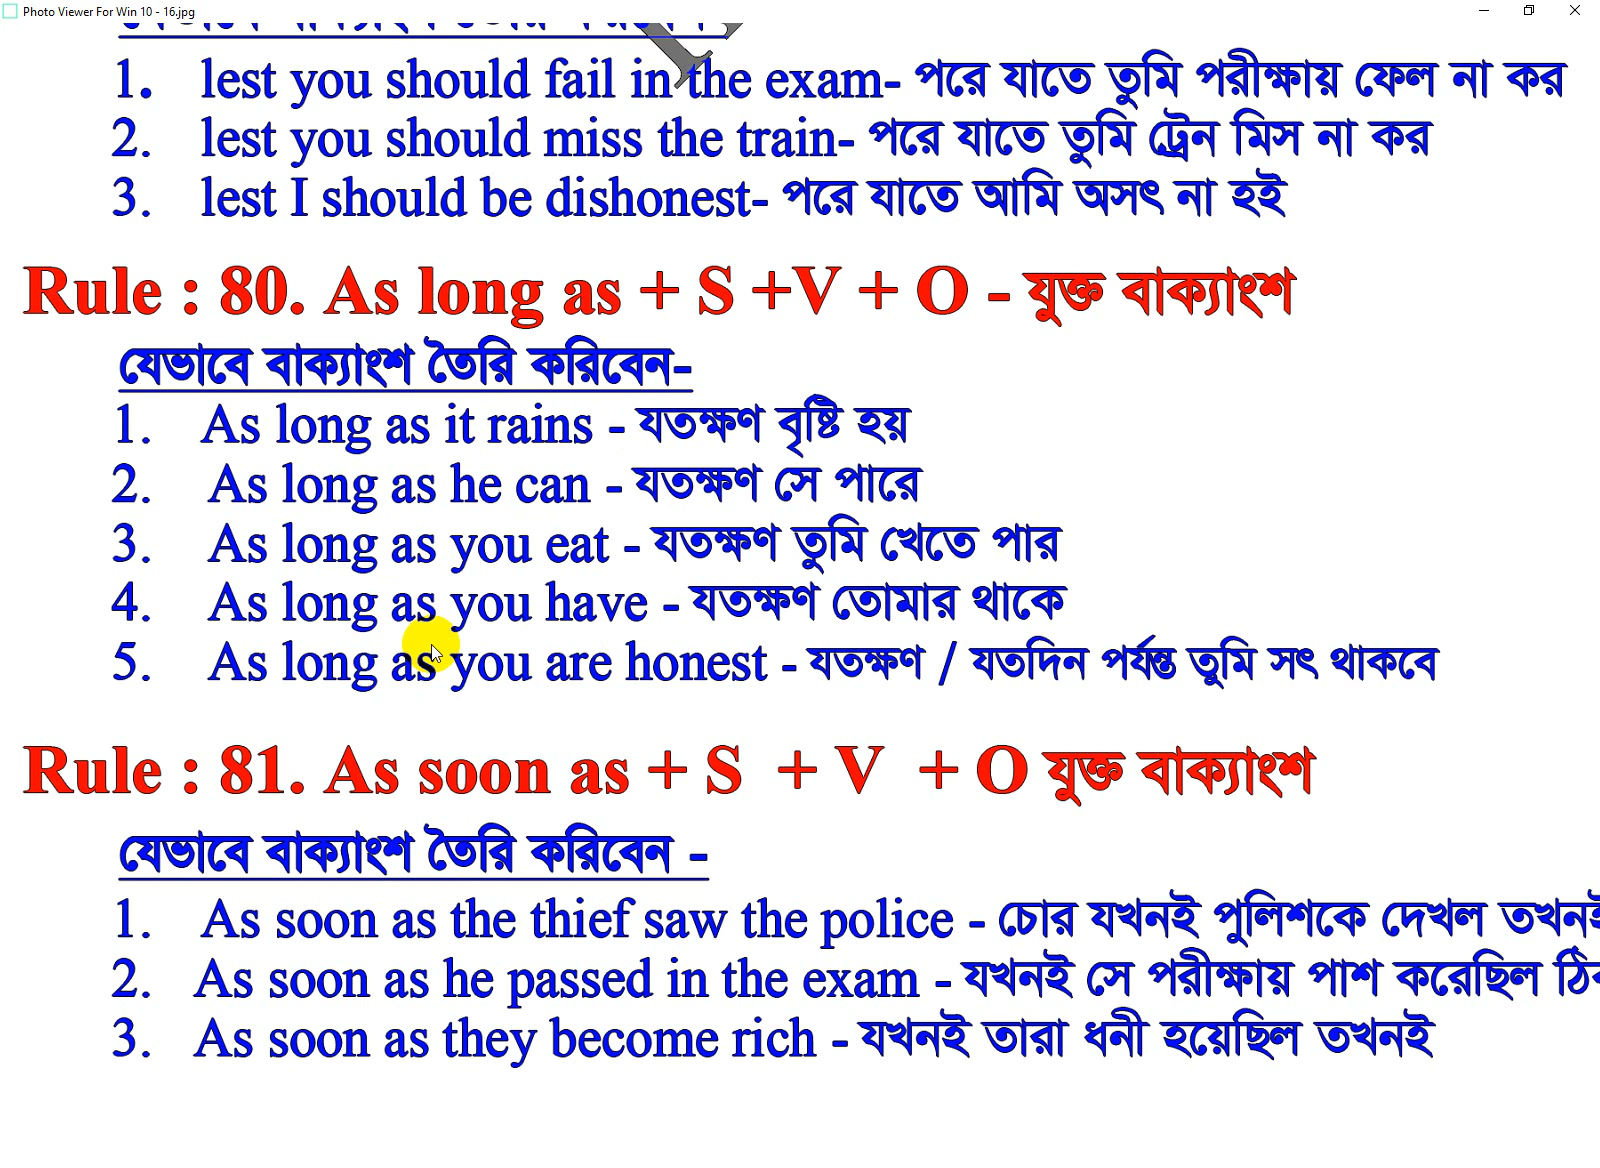 Photo Viewer For Win 10 - 16.jpg
1. lest you should fail in the exam- পরে যাতে তুমি পরীক্ষায় ফেল না কর
2. lest you should miss the train- পরে যাতে তুমি ট্রেন মিস না কর
3. lest I should be dishonest- পরে যাতে আমি অসৎ না হই
Rule : 80. As long as + S +V + O - যুক্ত বাক্যাংশ
যেভাবে বাক্যাংশ তৈরি করিবেন-
1. As long as it rains - যতক্ষণ বৃষ্টি হয়
2. As long as he can - যতক্ষণ সে পারে
3. As long as you eat - যতক্ষণ তুমি খেতে পার
4. As long as you have - যতক্ষণ তোমার থাকে
5. As long as you are honest - যতক্ষণ / যতদিন পর্যন্ত তুমি সৎ থাকবে
Rule : 81. As soon as + S + V + O যুক্ত বাক্যাংশ
যেভাবে বাক্যাংশ তৈরি করিবেন -
1. As soon as the thief saw the police - চোর যখনই পুলিশকে দেখল তখনই
2. As soon as he passed in the exam - যখনই সে পরীক্ষায় পাশ করেছিল
3. As soon as they become rich - যখনই তারা ধনী হয়েছিল তখনই